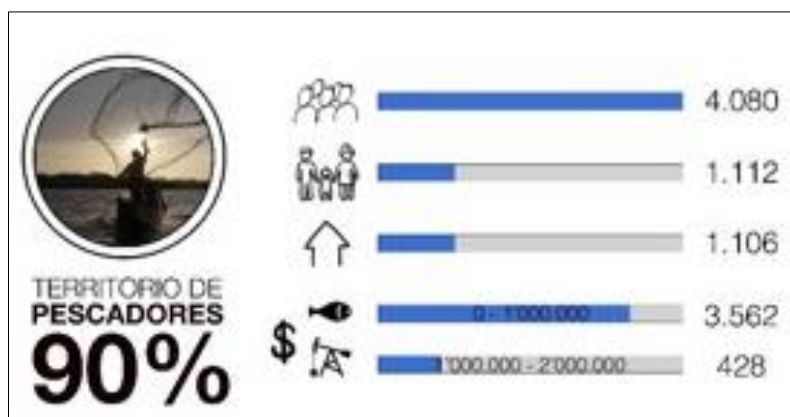 4.080
1.112
1.106
TERRITORIO DE
PESCADORES
90%
$
0 - 1'000.000
3.562
1'000.000 - 2'000.000
428